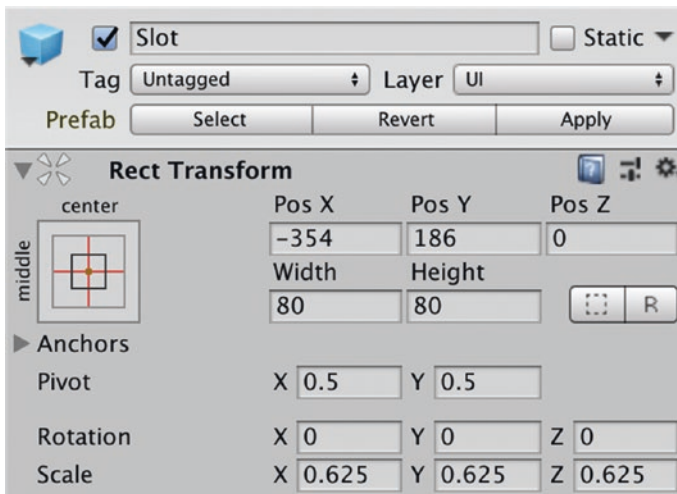 Slot Static
Tag Untagged Layer UI
Prefab Select Revert Apply
Rect Transform
center Pos X Pos Y Pos Z
middle -354 186 0
Width Height
80 80 R
Anchors
Pivot X 0.5 Y 0.5
Rotation X 0 Y 0 Z 0
Scale X 0.625 Y 0.625 Z 0.625